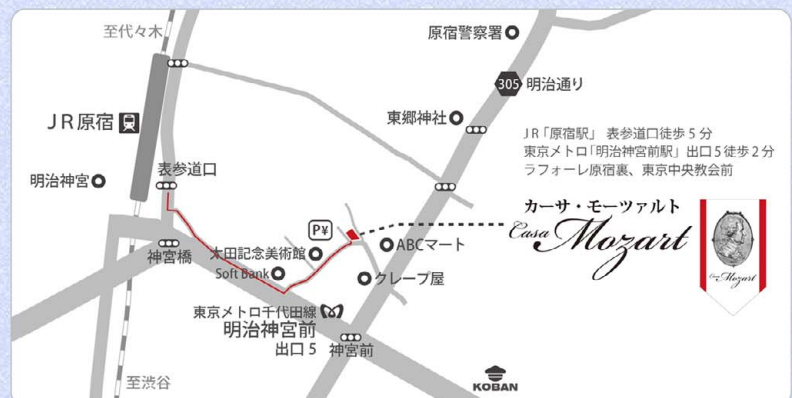 至代々木
原宿警察署
305 明治通り
JR原宿
東郷神社
JR「原宿駅」 表参道口徒歩5分
東京メトロ「明治神宮前駅」出口5徒歩2分
ラフォーレ原宿裏、東京中央教会前
明治神宮
表参道口
カーサ・モーツァルト
Casa Mozart
P¥
神宮橋
太田記念美術館
ABCマート
Soft Bank
クレープ屋
Casa Mozart
東京メトロ千代田線
明治神宮前
出口5
神宮前
至渋谷
KOBAN